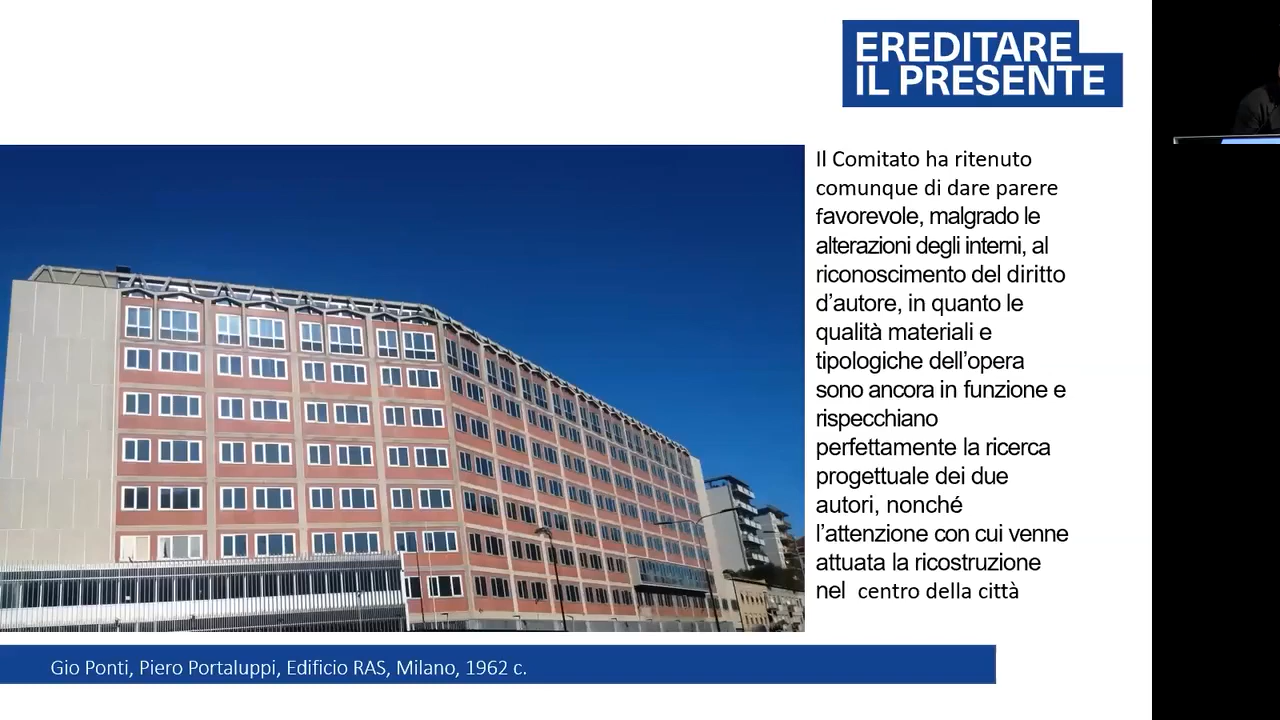 EREDITARE
IL PRESENTE
Il Comitato ha ritenuto
comunque di dare parere
favorevole, malgrado le
alterazioni degli interni, al
riconoscimento del diritto
d’autore, in quanto le
qualità materiali e
tipologiche dell’opera
sono ancora in funzione e
rispecchiano
perfettamente la ricerca
progettuale dei due
autori, nonché
l’attenzione con cui venne
attuata la ricostruzione
nel centro della città
Gio Ponti, Piero Portaluppi, Edificio RAS, Milano, 1962 c.